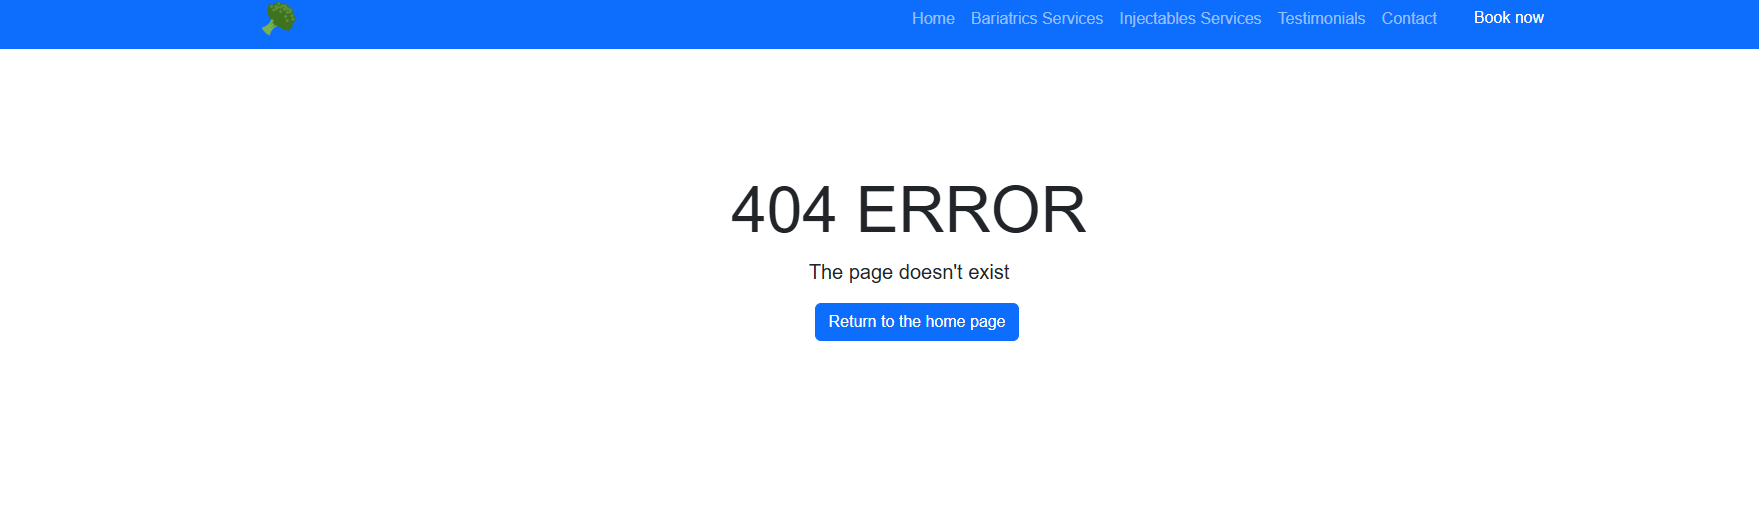 Home Bariatrics Services Injectables Services Testimonials Contact Book now
404 ERROR
The page doesn't exist
Return to the home page